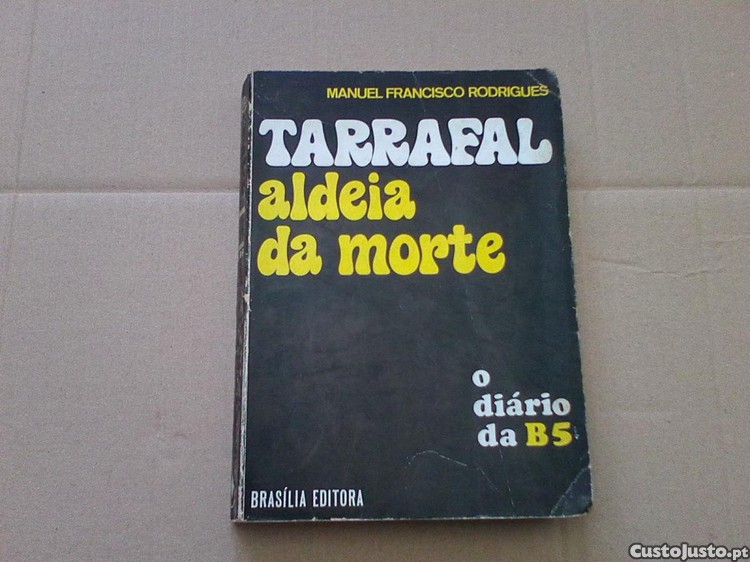 MANUEL FRANCISCO RODRIGUES
TARRAFAL
aldeia
da morte
o
diário
da B5
BRASÍLIA EDITORA
CustoJusto.pt